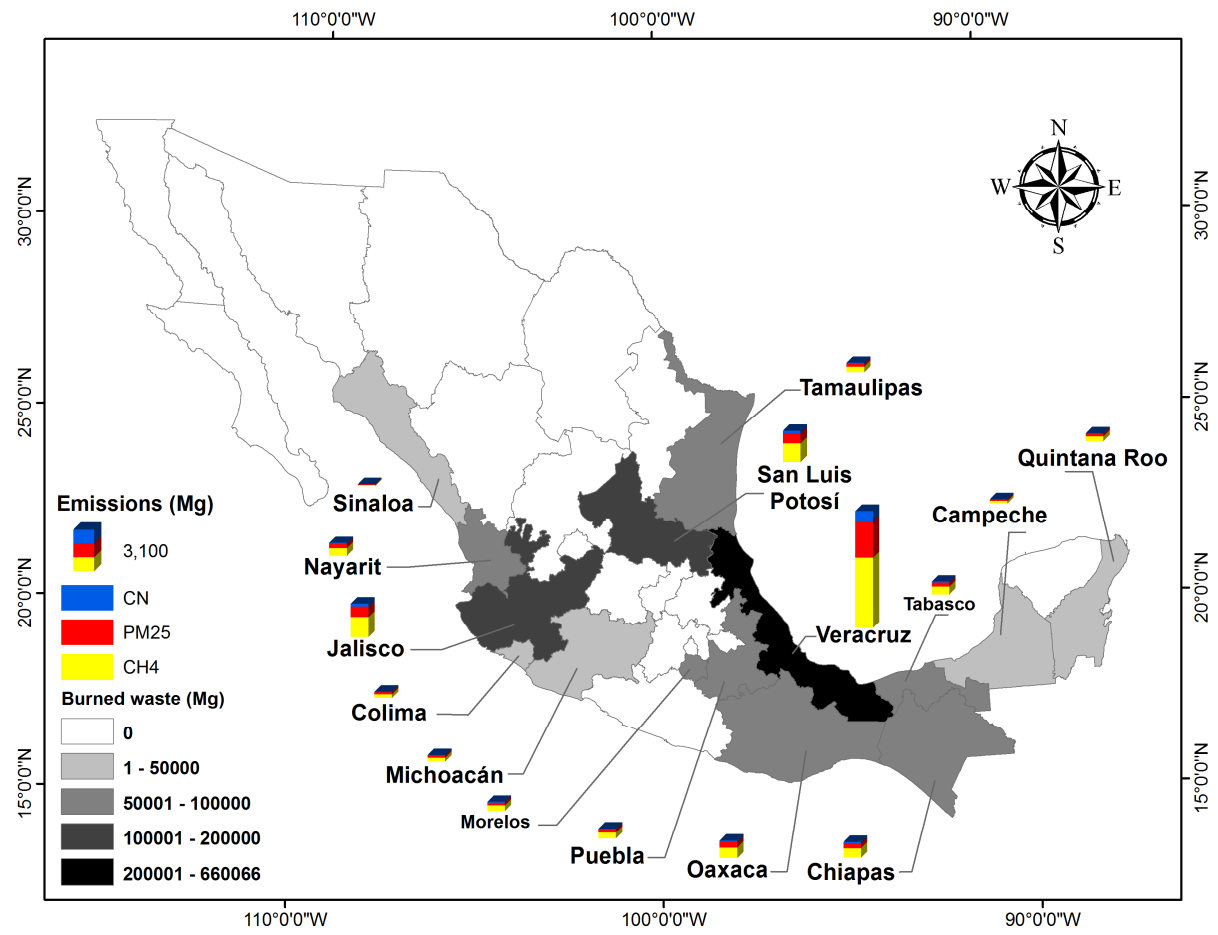 110°0'0"W
100°0'0"W
90°0'0"W
30°0'0"N
25°0'0"N
20°0'0"N
15°0'0"N
30°0'0"N
25°0'0"N
20°0'0"N
15°0'0"N
N
W
E
S
Tamaulipas
San Luis
Potosí
Quintana Roo
Campeche
Sinaloa
Nayarit
Tabasco
Veracruz
Jalisco
Colima
Michoacán
Morelos
Puebla
Oaxaca
Chiapas
Emissions (Mg)
3,100
CN
PM25
CH4
Burned waste (Mg)
0
1 - 50000
50001 - 100000
100001 - 200000
200001 - 660066
110°0'0"W
100°0'0"W
90°0'0"W